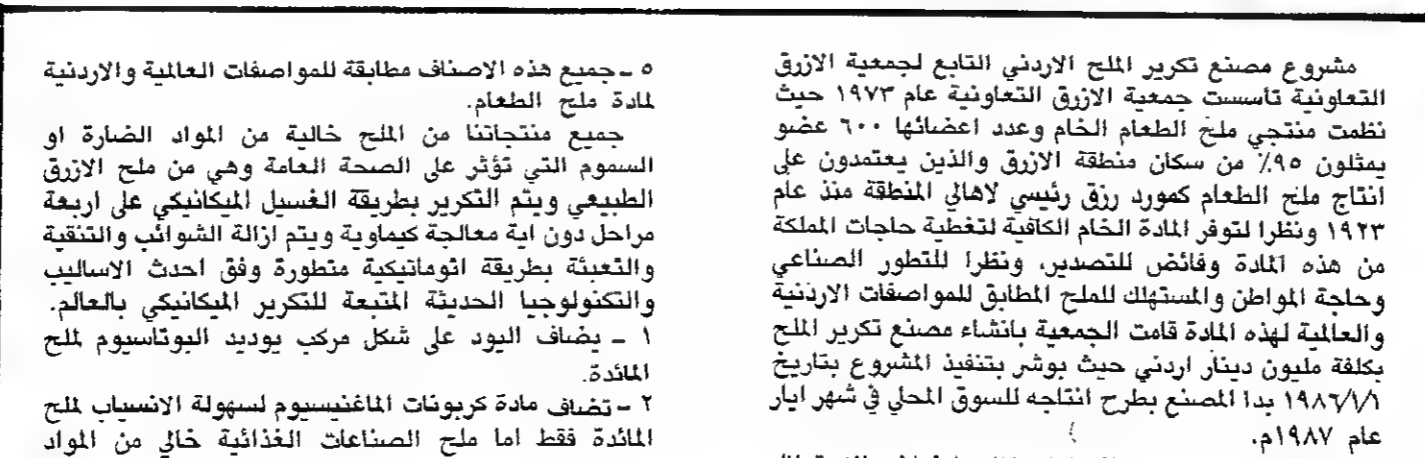 مشروع مصنع تكرير الملح الاردني التابع لجمعية الازرق
التعاونية تأسست جمعية الازرق التعاونية عام ١٩٧٣ حيث
نظمت منتجي ملح الطعام الخام وعدد اعضائها ٦٠٠ عضو
يمثلون ٩٥٪ من سكان منطقة الازرق والذين يعتمدون على
انتاج ملح الطعام كمورد رزق رئيسي لاهالي المنطقة منذ عام
١٩٢٣ ونظرا لتوفر المادة الخام الكافية لتغطية حاجات المملكة
من هذه المادة وفائض للتصدير، ونظرا للتطور الصناعي
وحاجة المواطن والمستهلك للملح المطابق للمواصفات الاردنية
والعالمية لهذه المادة قامت الجمعية بانشاء مصنع تكرير الملح
بكلفة مليون دينار اردني حيث بوشر بتنفيذ المشروع بتاريخ
١٩٨٦/١/١ بدا المصنع بطرح انتاجه للسوق المحلي في شهر ايار
عام ١٩٨٧م.
٥ - جميع هذه الاصناف مطابقة للمواصفات العالمية والاردنية
لمادة ملح الطعام.
جميع منتجاتنا من الملح خالية من المواد الضارة او
السموم التي تؤثر على الصحة العامة وهي من ملح الازرق
الطبيعي ويتم التكرير بطريقة الغسيل الميكانيكي على اربعة
مراحل دون اية معالجة كيماوية ويتم ازالة الشوائب والتنقية
والتعبئة بطريقة اتوماتيكية متطورة وفق احدث الاساليب
والتكنولوجيا الحديثة المتبعة للتكرير الميكانيكي بالعالم.
١ - يضاف اليود على شكل مركب يوديد البوتاسيوم لملح
المائدة.
٢ - تضاف مادة كربونات الماغنيسيوم لسهولة الانسياب لملح
المائدة فقط اما ملح الصناعات الغذائية خالي من المواد